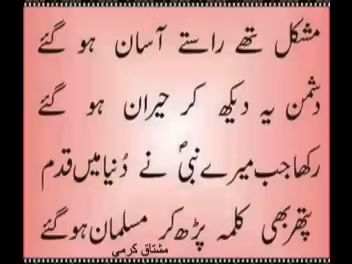 مشکل تھے راستے آسان ہو گئے
دشمن یہ دیکھ کر حیران ہو گئے
رکھا جب میرے نبیؐ نے دُنیا میں قدم
پتھر بھی کلمہ پڑھ کر مسلمان ہو گئے
مشتاق کرمی